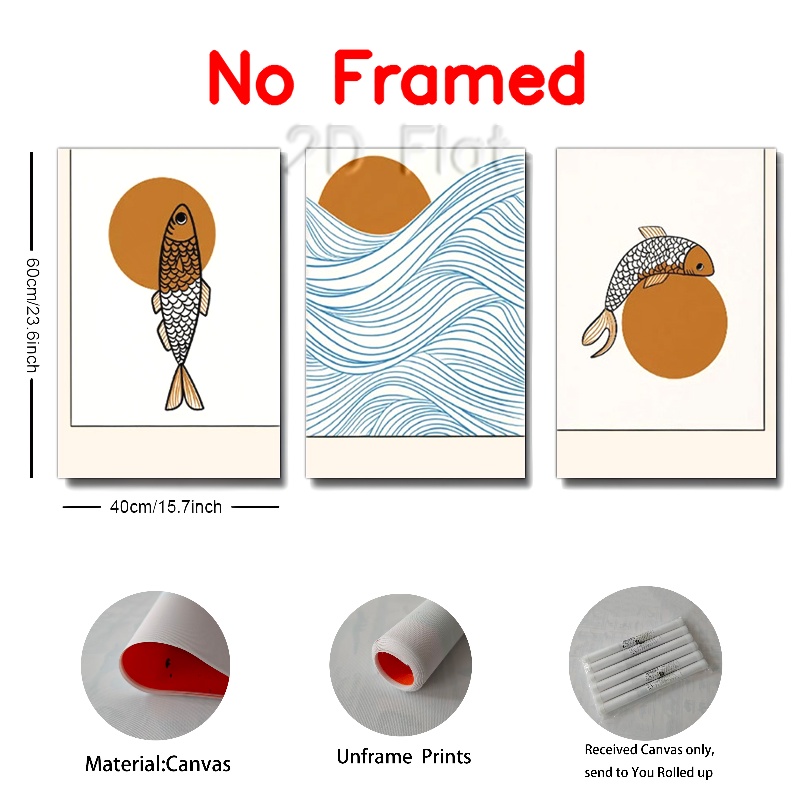 No Framed
2D Flat
60cm/23.6inch
40cm/15.7inch
Material:Canvas
Unframe Prints
Received Canvas only,
send to You Rolled up